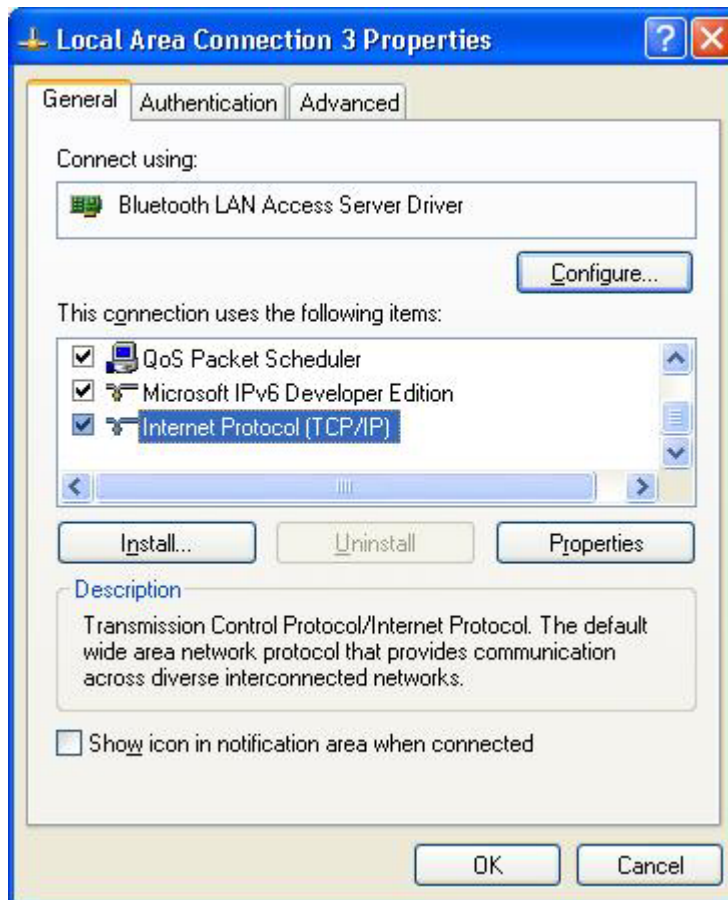 Local Area Connection 3 Properties
General Authentication Advanced
Connect using:
Bluetooth LAN Access Server Driver
Configure...
This connection uses the following items:
QoS Packet Scheduler
Microsoft IPv6 Developer Edition
Internet Protocol (TCP/IP)
Install... Uninstall Properties
Description
Transmission Control Protocol/Internet Protocol. The default
wide area network protocol that provides communication
across diverse interconnected networks.
Show icon in notification area when connected
OK Cancel